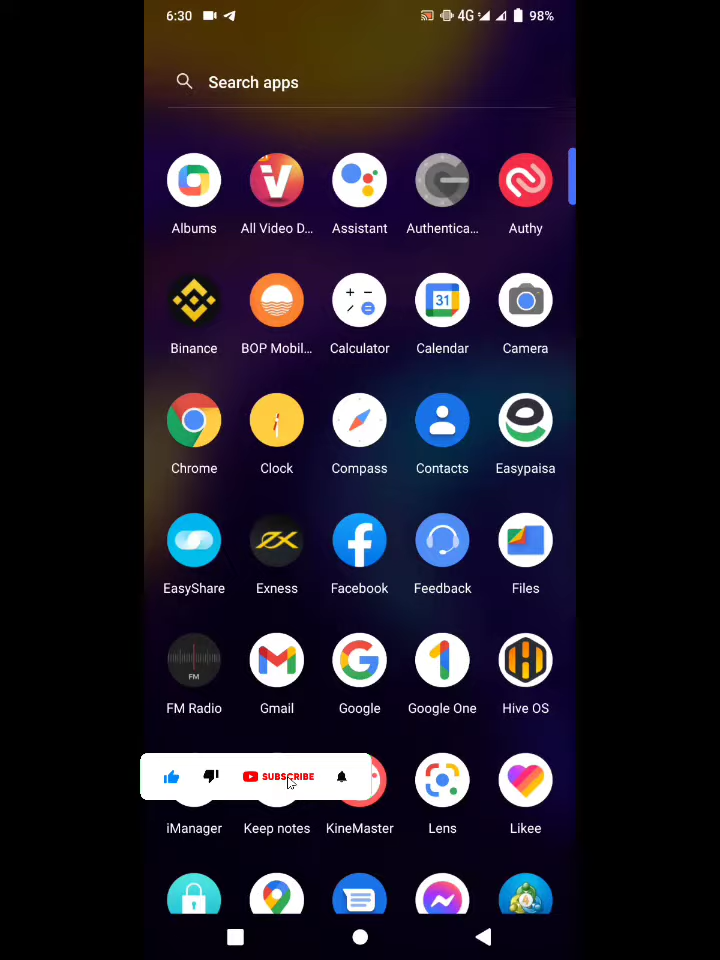 6:30 4G 98%
Search apps
Albums All Video D... Assistant Authentica... Authy
31
Binance BOP Mobil... Calculator Calendar Camera
Chrome Clock Compass Contacts Easypaisa
EasyShare Exness Facebook Feedback Files
FM
FM Radio Gmail Google Google One Hive OS
SUBSCRIBE
iManager Keep notes KineMaster Lens Likee